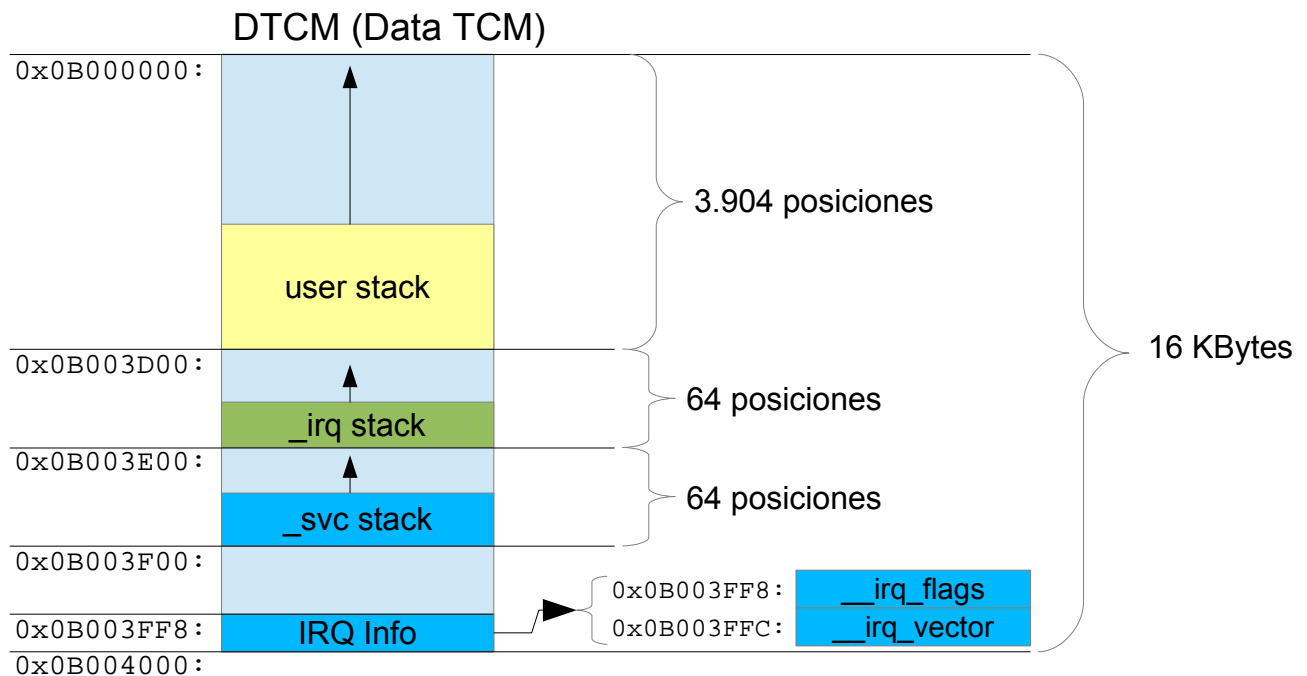 DTCM (Data TCM)
0x0B000000:
3.904 posiciones
user stack
16 KBytes
0x0B003D00:
64 posiciones
_irq stack
0x0B003E00:
64 posiciones
_svc stack
0x0B003F00:
0x0B003FF8: __irq_flags
0x0B003FF8: IRQ Info
0x0B003FFC: __irq_vector
0x0B004000: